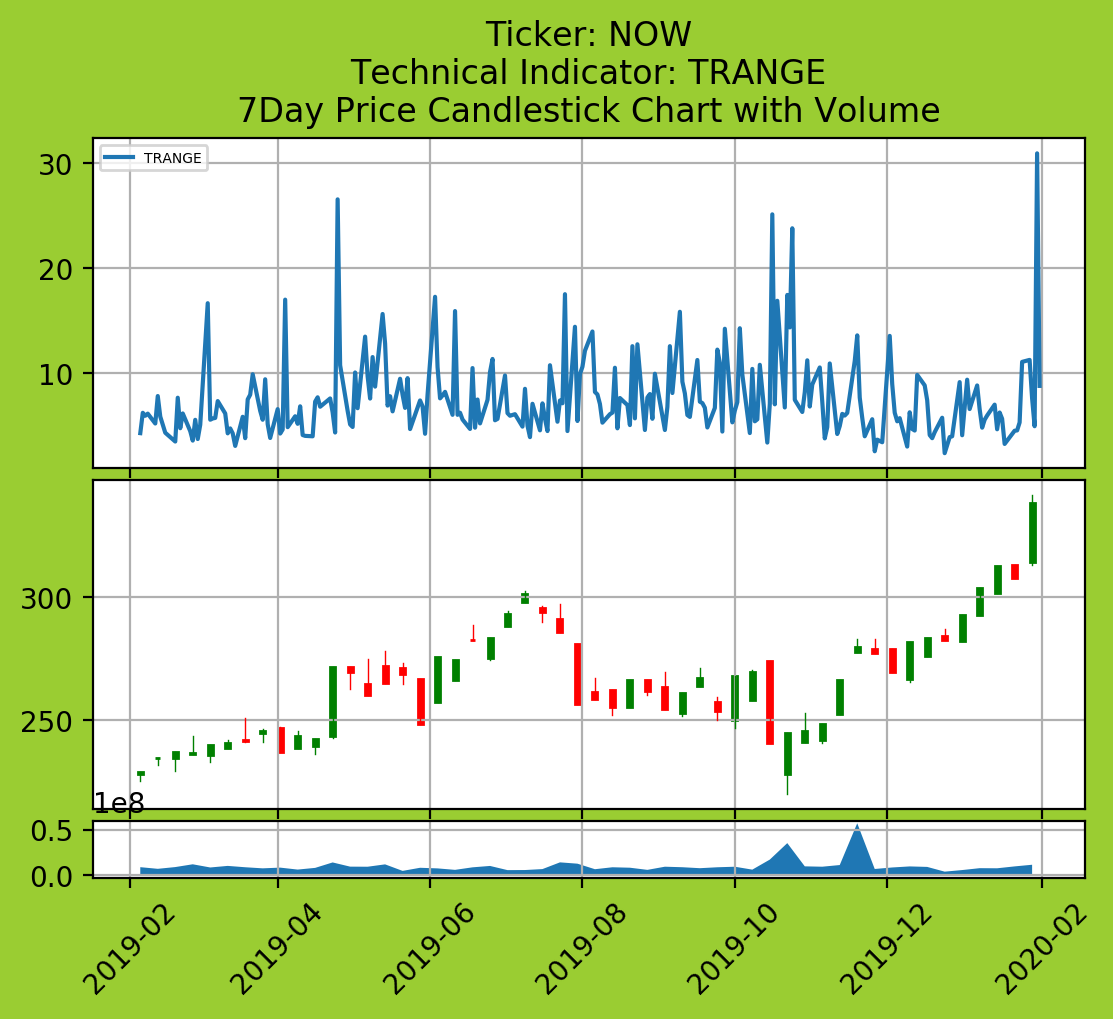 Ticker: NOW
Technical Indicator: TRANGE
7Day Price Candlestick Chart with Volume
TRANGE
30
20
10
300
250
1e8
0.5
0.0
2019-02
2019-04
2019-06
2019-08
2019-10
2019-12
2020-02